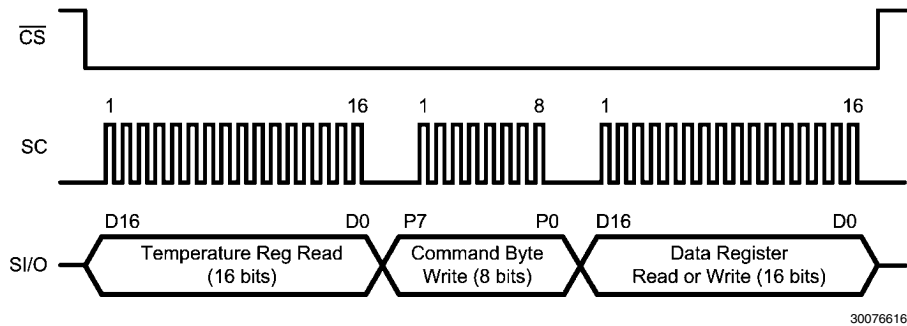 CS
1 16 1 8 1 16
SC
D16 D0 P7 P0 D16 D0
SI/O
Temperature Reg Read
(16 bits)
Command Byte
Write (8 bits)
Data Register
Read or Write (16 bits)
30076616